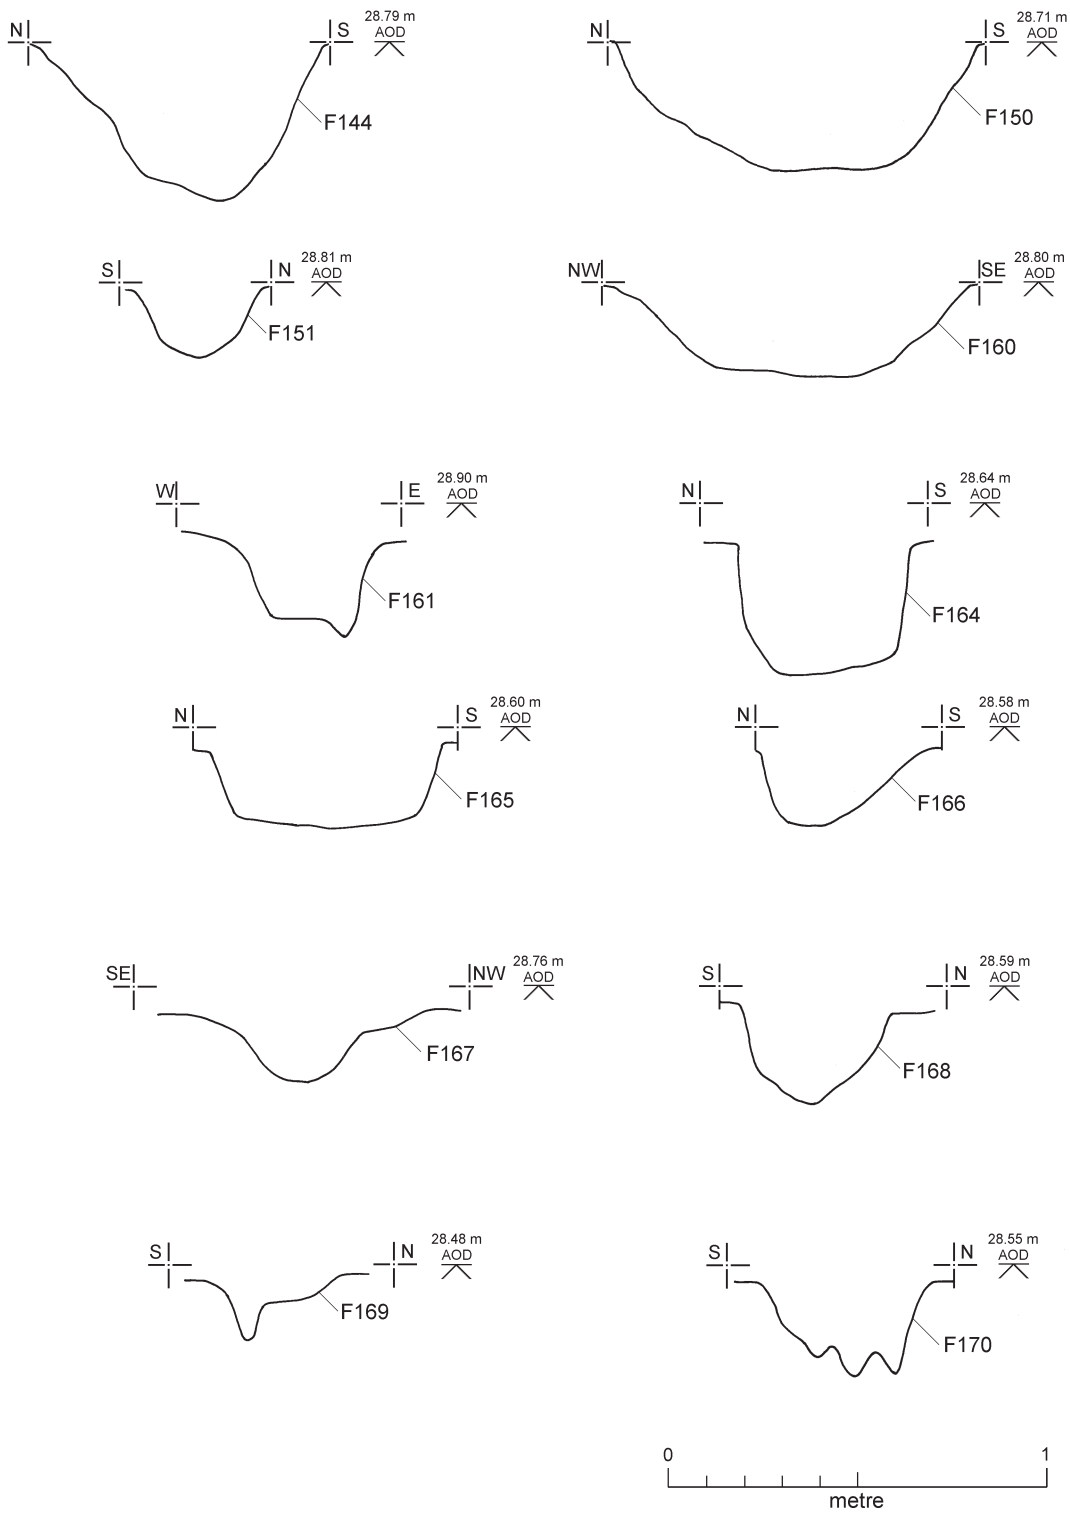 N S 28.79 m
AOD
F144
N S 28.71 m
AOD
F150
S N 28.81 m
AOD
F151
NW SE 28.80 m
AOD
F160
W E 28.90 m
AOD
F161
N S 28.64 m
AOD
F164
N S 28.60 m
AOD
F165
N S 28.58 m
AOD
F166
SE NW 28.76 m
AOD
F167
S N 28.59 m
AOD
F168
S N 28.48 m
AOD
F169
S N 28.55 m
AOD
F170
0 1
metre